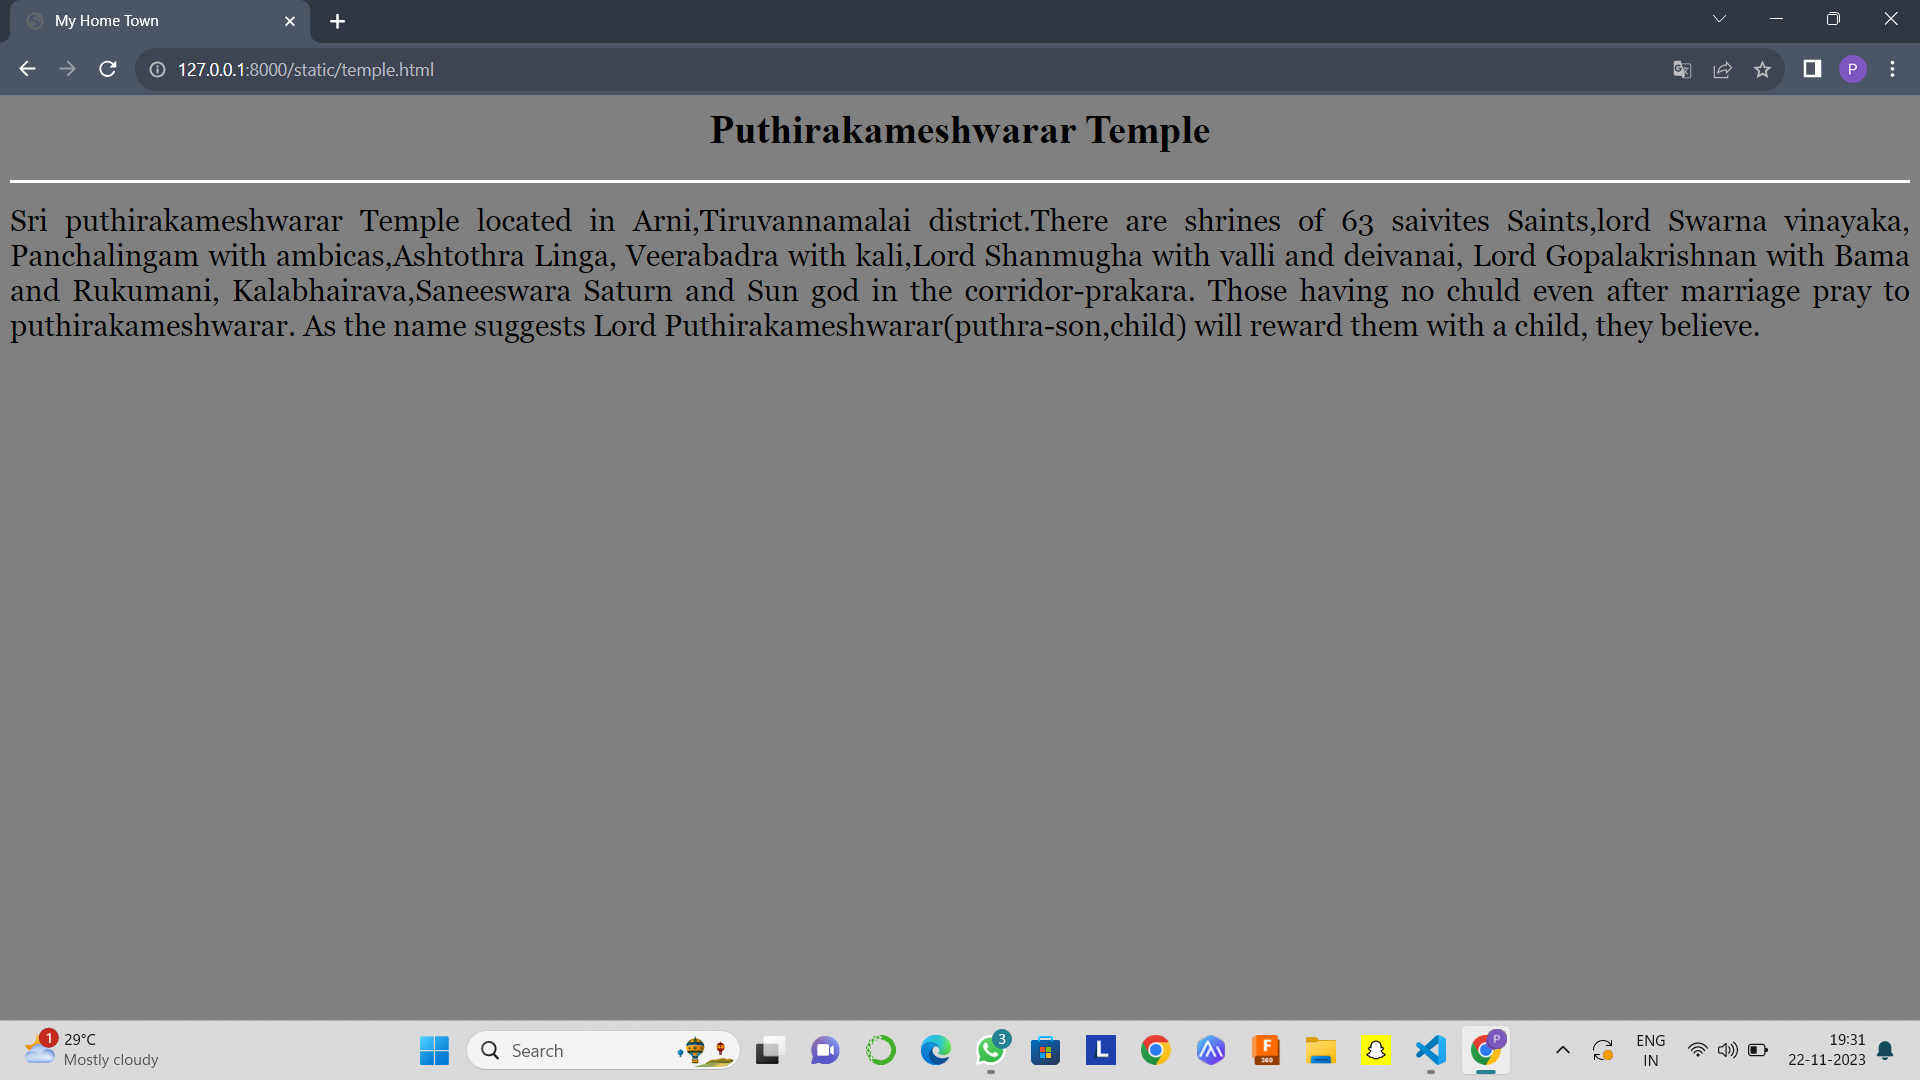 My Home Town
127.0.0.1:8000/static/temple.html
P
Puthirakameshwarar Temple
Sri puthirakameshwarar Temple located in Arni,Tiruvannamalai district.There are shrines of 63 saivites Saints,lord Swarna vinayaka,
Panchalingam with ambicas,Ashtothra Linga, Veerabadra with kali,Lord Shanmugha with valli and deivanai, Lord Gopalakrishnan with Bama
and Rukumani, Kalabhairava,Saneeswara Saturn and Sun god in the corridor-prakara. Those having no chuld even after marriage pray to
puthirakameshwarar. As the name suggests Lord Puthirakameshwarar(puthra-son,child) will reward them with a child, they believe.
1
29°C
Mostly cloudy
Search
3
L
F
360
P
ENG
IN
19:31
22-11-2023